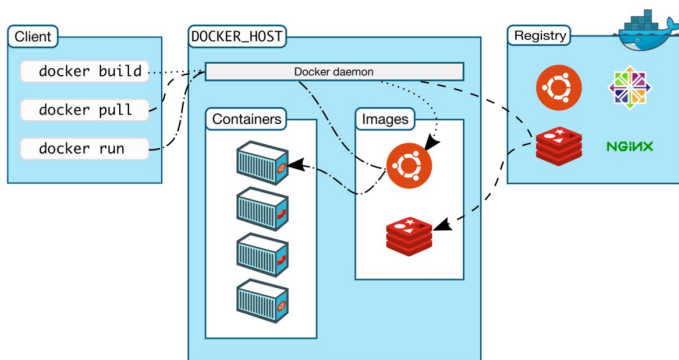 Client
docker build
docker pull
docker run
DOCKER_HOST
Docker daemon
Containers
Images
Registry
NGiNX